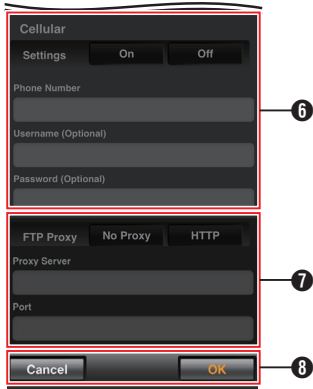 Cellular
Settings On Off
Phone Number
6
Username (Optional)
Password (Optional)
FTP Proxy No Proxy HTTP
Proxy Server
7
Port
Cancel OK 8